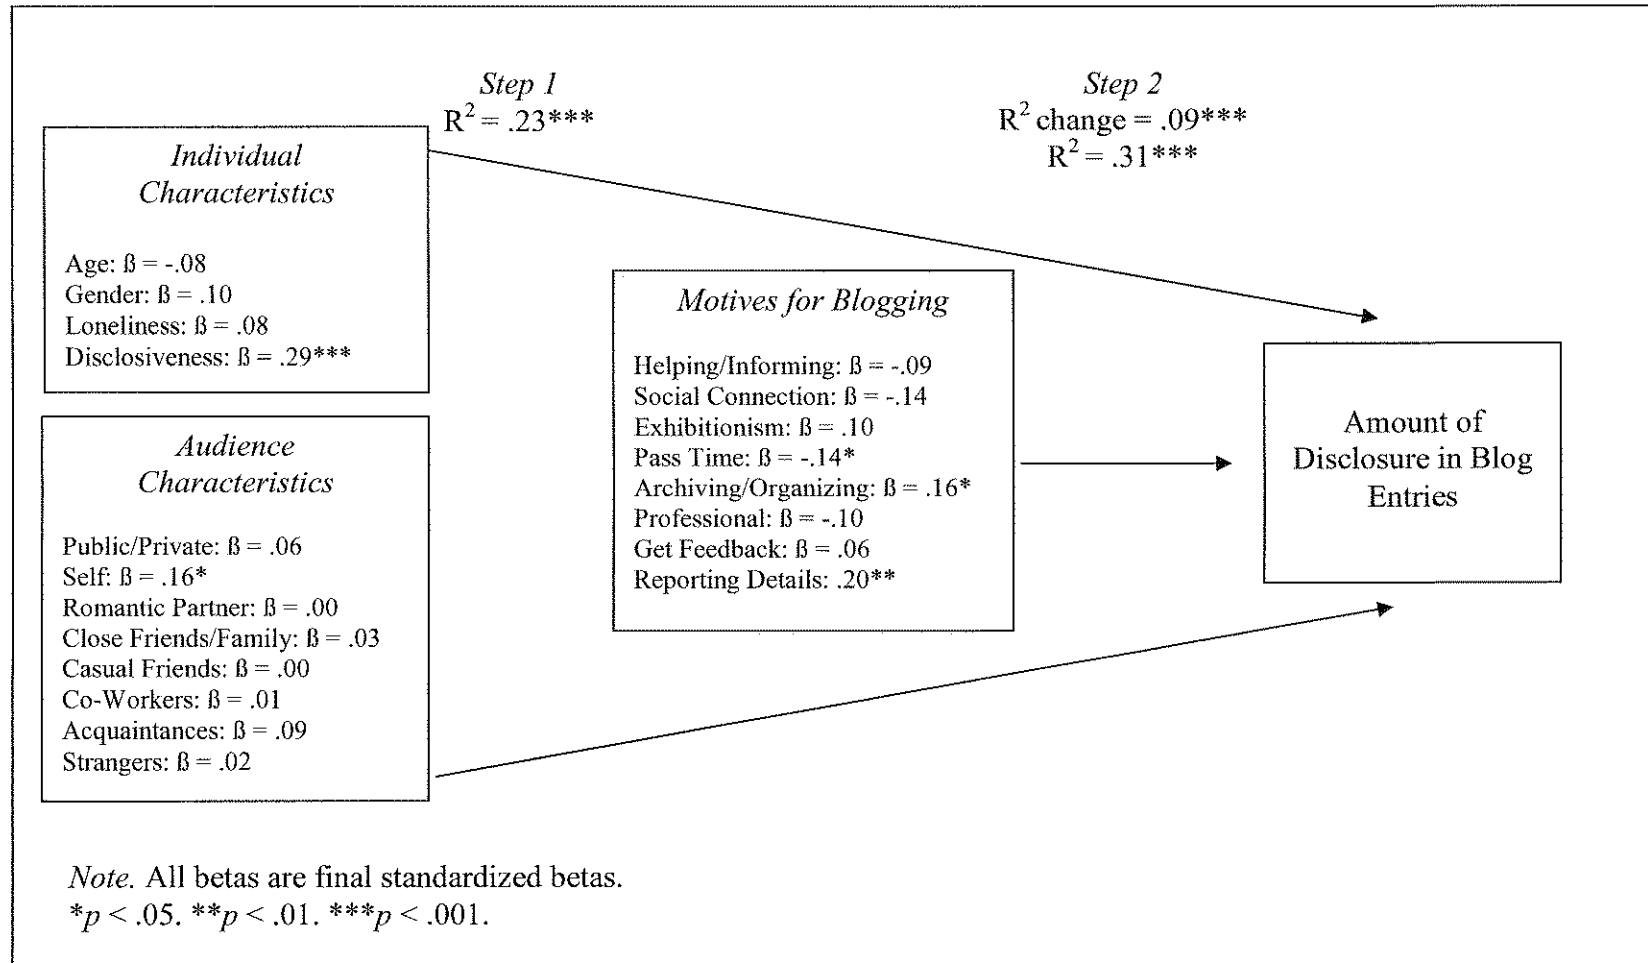 Step 1
R² = .23***
Step 2
R² change = .09***
R² = .31***
Individual
Characteristics
Age: ß = -.08
Gender: ß = .10
Loneliness: ß = .08
Disclosiveness: ß = .29***
Audience
Characteristics
Public/Private: ß = .06
Self: ß = .16*
Romantic Partner: ß = .00
Close Friends/Family: ß = .03
Casual Friends: ß = .00
Co-Workers: ß = .01
Acquaintances: ß = .09
Strangers: ß = .02
Motives for Blogging
Helping/Informing: ß = -.09
Social Connection: ß = -.14
Exhibitionism: ß = .10
Pass Time: ß = -.14*
Archiving/Organizing: ß = .16*
Professional: ß = -.10
Get Feedback: ß = .06
Reporting Details: .20**
Amount of
Disclosure in Blog
Entries
Note. All betas are final standardized betas.
*p < .05. **p < .01. ***p < .001.